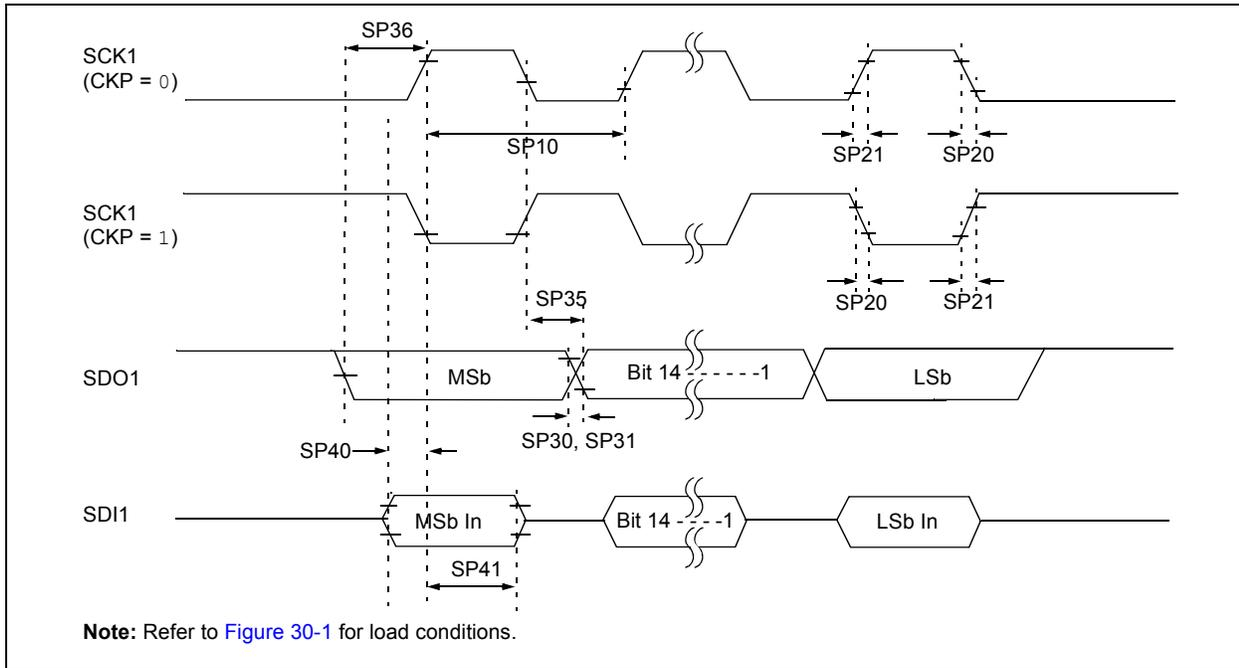 SP36
SCK1
(CKP = 0)
SP10
SP21
SP20
SCK1
(CKP = 1)
SP35
SP20
SP21
SDO1
MSb
Bit 14 - - - - - -1
LSb
SP30, SP31
SP40
SDI1
MSb In
Bit 14 - - - - -1
LSb In
SP41
Note: Refer to Figure 30-1 for load conditions.